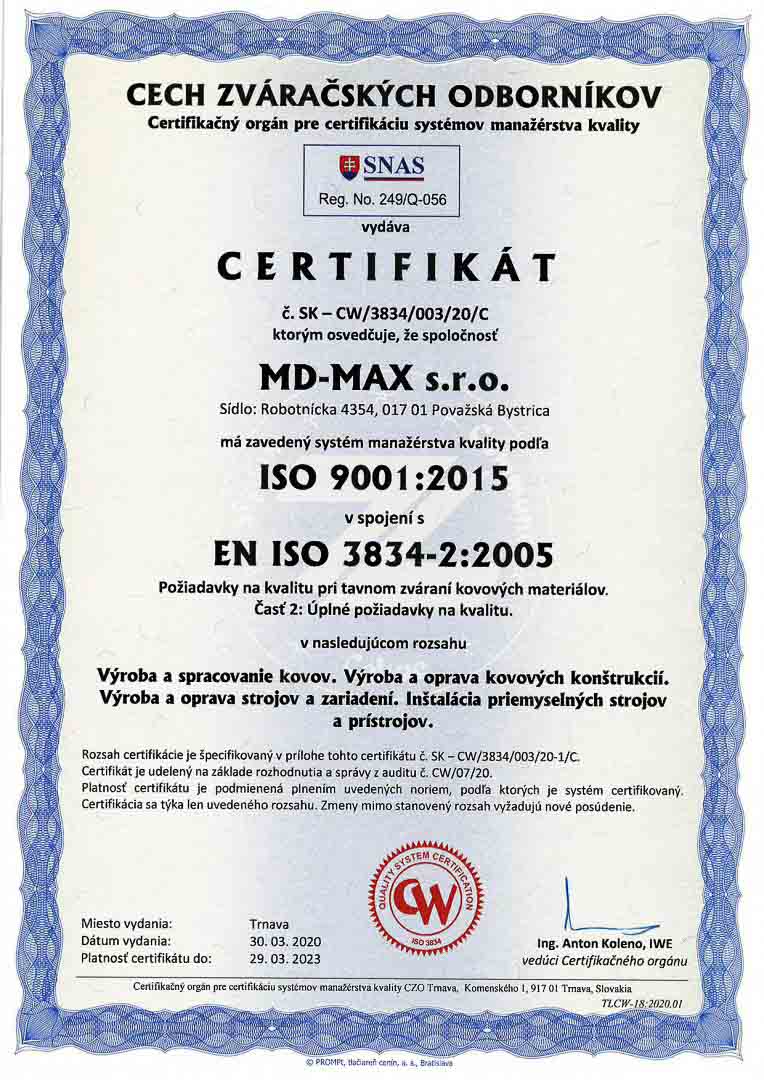 CECH ZVÁRAČSKÝCH ODBORNÍKOV
Certifikačný orgán pre certifikáciu systémov manažérstva kvality
SNAS
Reg. No. 249/Q-056
vydáva
CERTIFIKÁT
č. SK – CW/3834/003/20/C
ktorým osvedčuje, že spoločnosť
MD-MAX s.r.o.
Sídlo: Robotnícka 4354, 017 01 Považská Bystrica
má zavedený systém manažérstva kvality podľa
ISO 9001:2015
v spojení s
EN ISO 3834-2:2005
Požiadavky na kvalitu pri tavnom zváraní kovových materiálov.
Časť 2: Úplné požiadavky na kvalitu.
v nasledujúcom rozsahu
Výroba a spracovanie kovov. Výroba a oprava kovových konštrukcií.
Výroba a oprava strojov a zariadení. Inštalácia priemyselných strojov
a prístrojov.
Rozsah certifikácie je špecifikovaný v prílohe tohto certifikátu č. SK – CW/3834/003/20-1/C.
Certifikát je udelený na základe rozhodnutia a správy z auditu č. CW/07/20.
Platnosť certifikátu je podmienená plnením uvedených noriem, podľa ktorých je systém certifikovaný.
Certifikácia sa týka len uvedeného rozsahu. Zmeny mimo stanovený rozsah vyžadujú nové posúdenie.
QUALITY SYSTEM CERTIFICATION
CW
ISO 3834
Miesto vydania: Trnava
Dátum vydania: 30. 03. 2020
Platnosť certifikátu do: 29. 03. 2023
Ing. Anton Koleno, IWE
vedúci Certifikačného orgánu
Certifikačný orgán pre certifikáciu systémov manažérstva kvality CZO Trnava, Komenského 1, 917 01 Trnava, Slovakia
TLCW-18:2020.01
© PROMPt, tlačiareň cenín, a. s., Bratislava